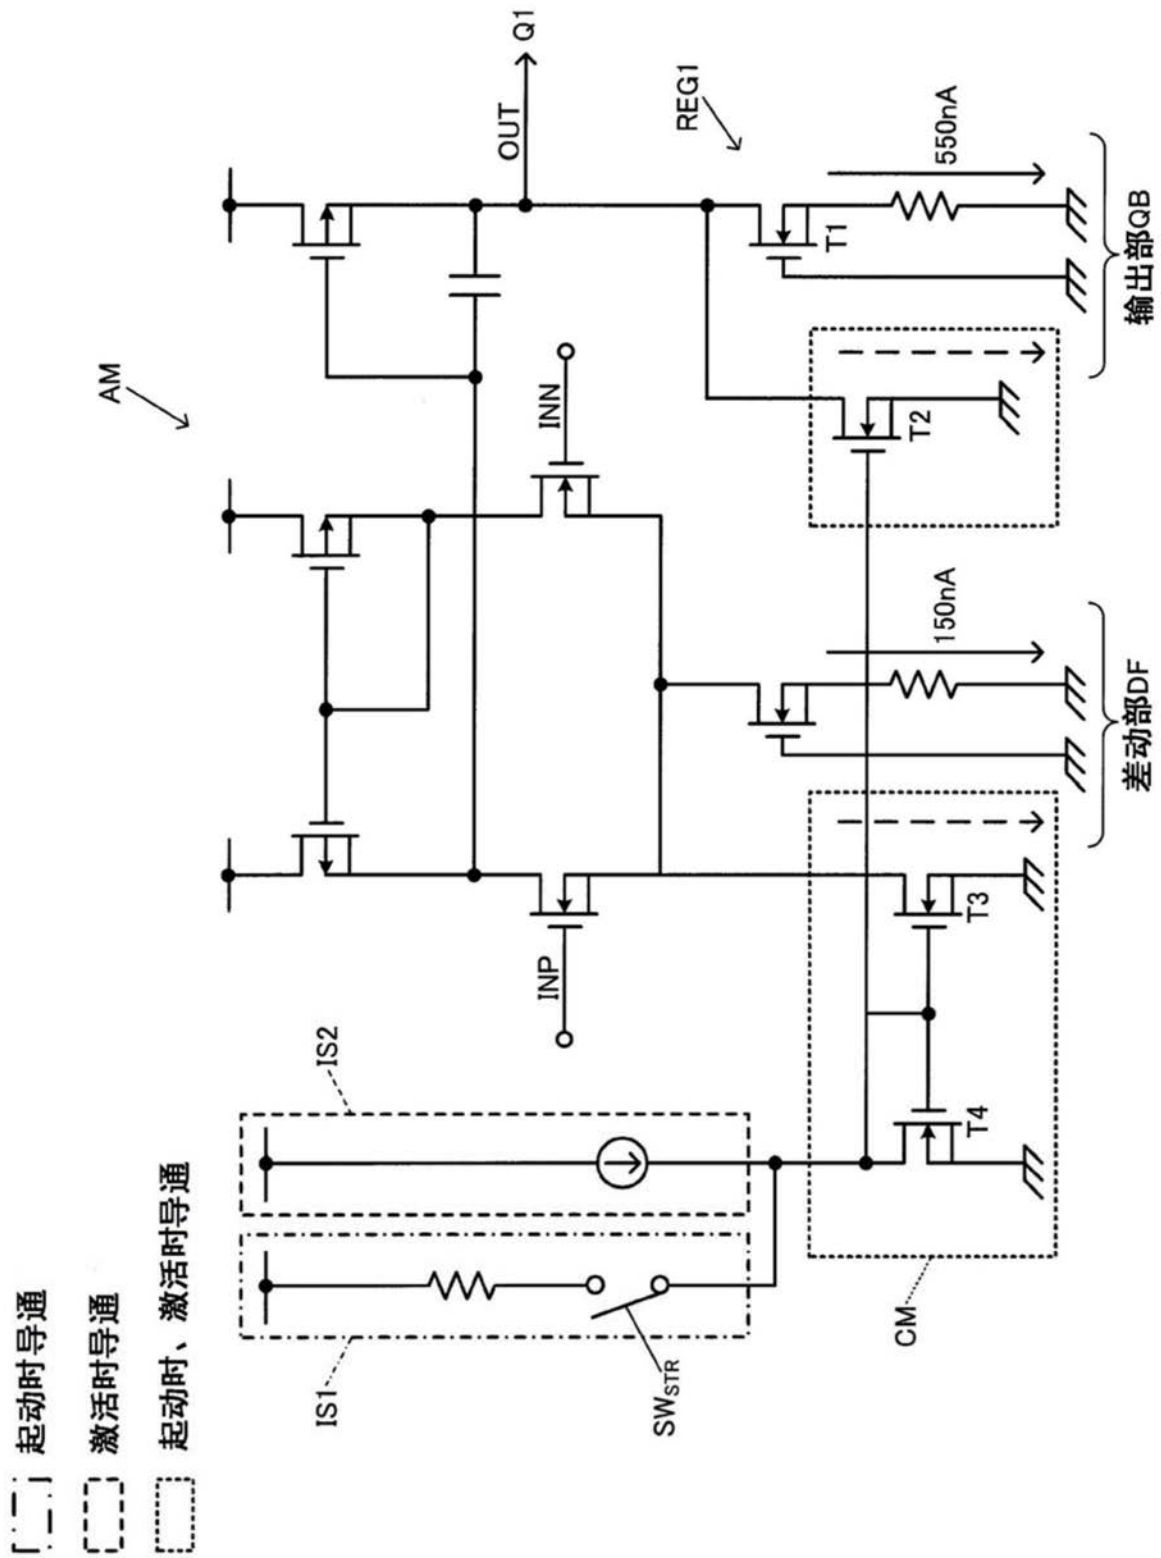 起动时导通
激活时导通
起动时、激活时导通
AM
IS1
IS2
SW_STR
INP
INN
OUT
Q1
REG1
CM
T4
T3
T2
T1
150nA
550nA
差动部DF
输出部QB